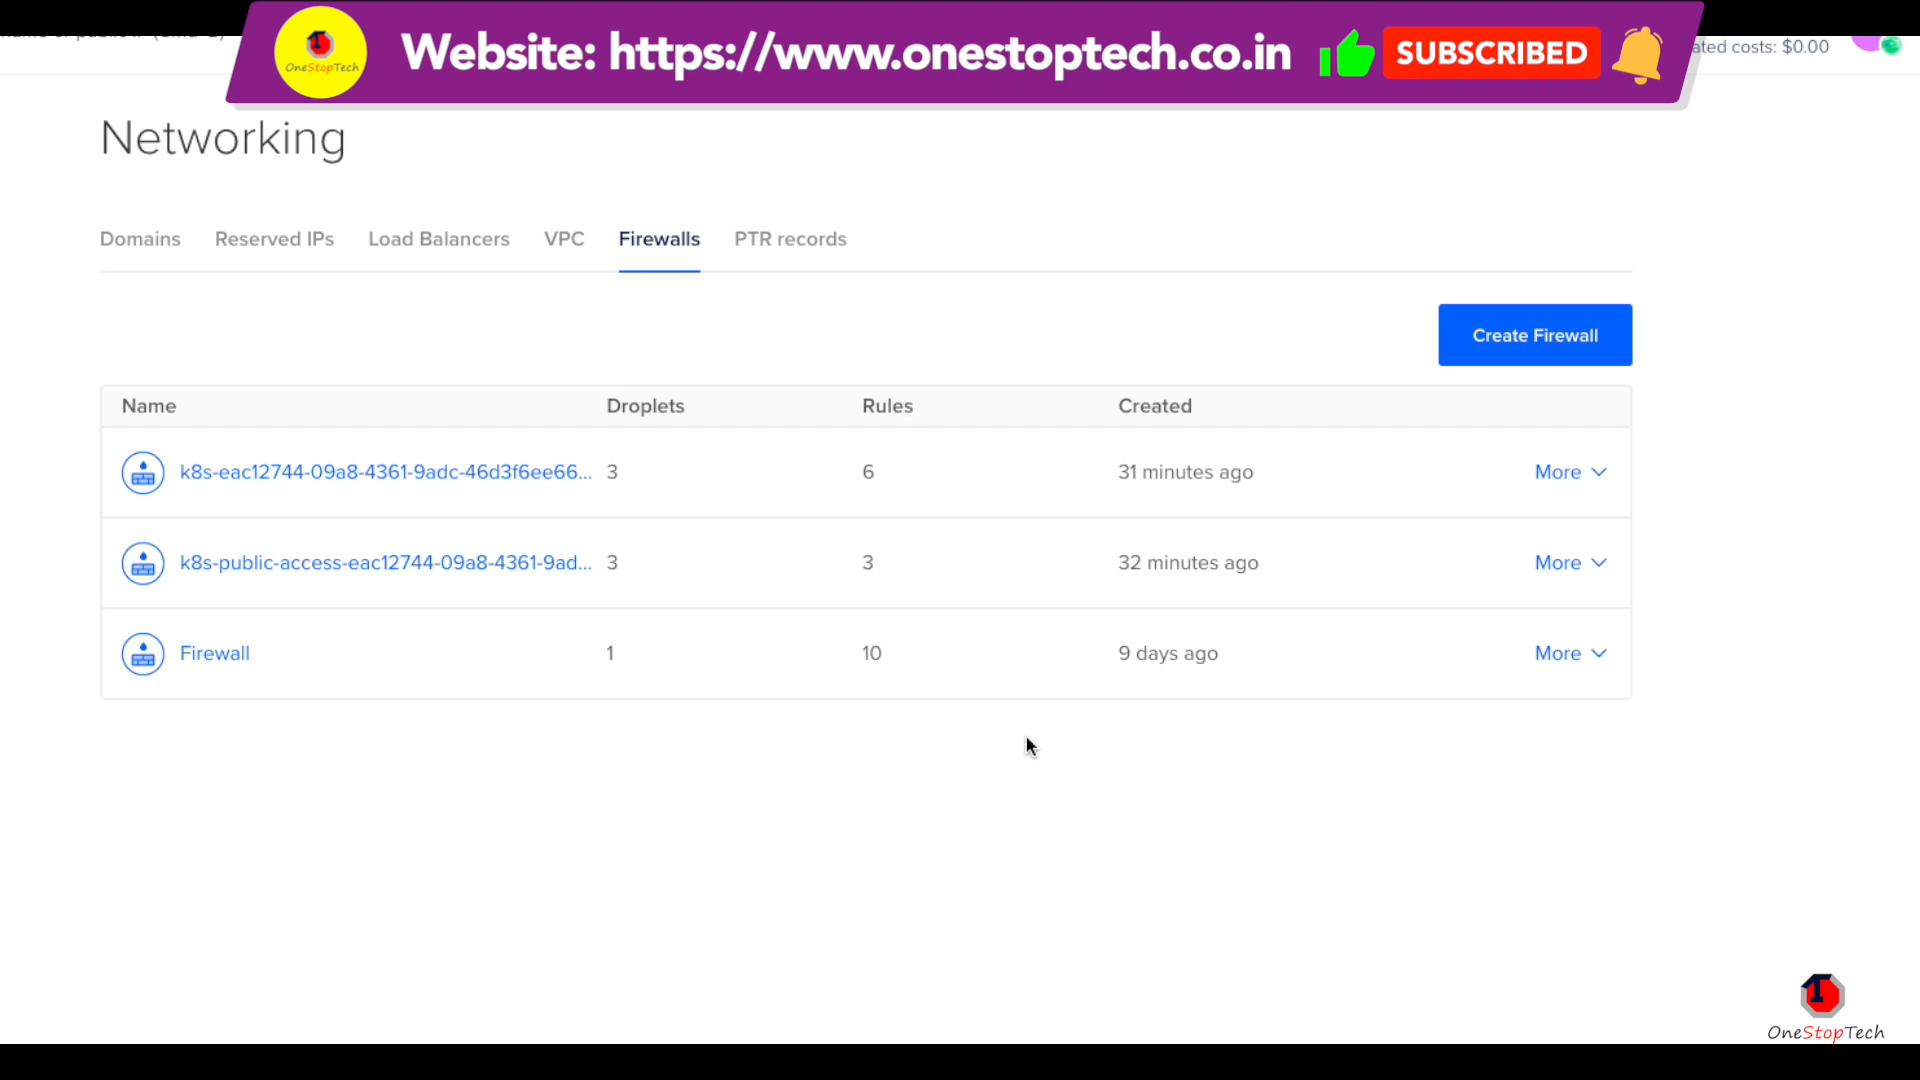 OneStopTech
Website: https://www.onestoptech.co.in
SUBSCRIBED
ated costs: $0.00
Networking
Domains
Reserved IPs
Load Balancers
VPC
Firewalls
PTR records
Create Firewall
Name Droplets Rules Created
k8s-eac12744-09a8-4361-9adc-46d3f6ee66... 3 6 31 minutes ago More
k8s-public-access-eac12744-09a8-4361-9ad... 3 3 32 minutes ago More
Firewall 1 10 9 days ago More
OneStopTech